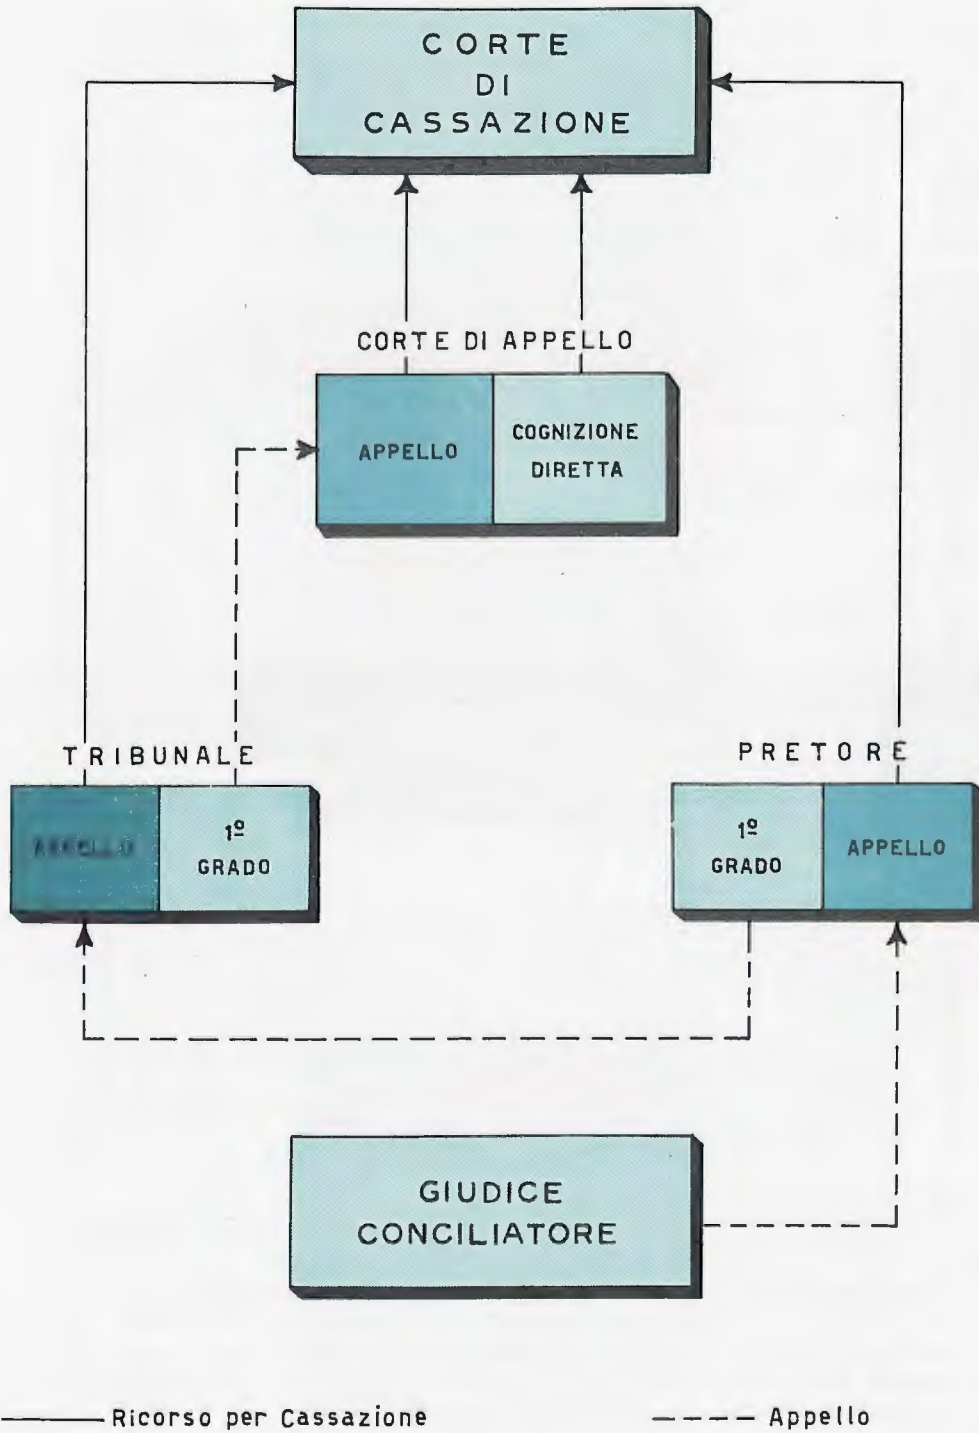 CORTE
DI
CASSAZIONE
CORTE DI APPELLO
APPELLO
COGNIZIONE
DIRETTA
TRIBUNALE
APPELLO
1º
GRADO
PRETORE
1º
GRADO
APPELLO
GIUDICE
CONCILIATORE
Ricorso per Cassazione
Appello